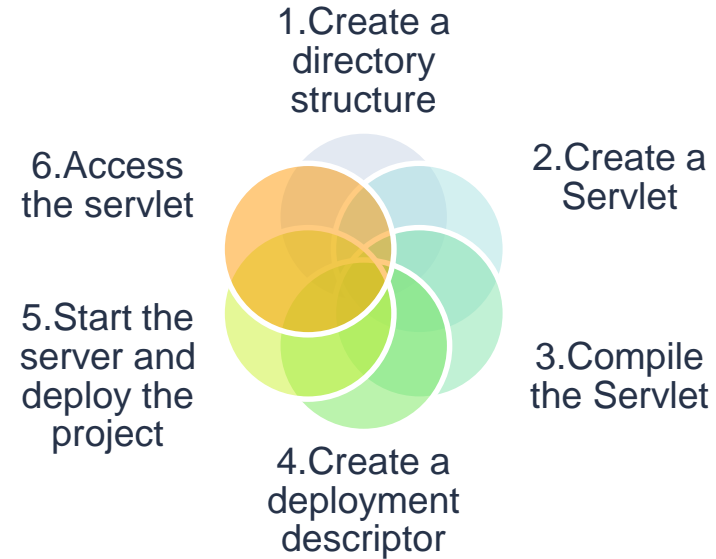 1.Create a
directory
structure
2.Create a
Servlet
3.Compile
the Servlet
4.Create a
deployment
descriptor
5.Start the
server and
deploy the
project
6.Access
the servlet